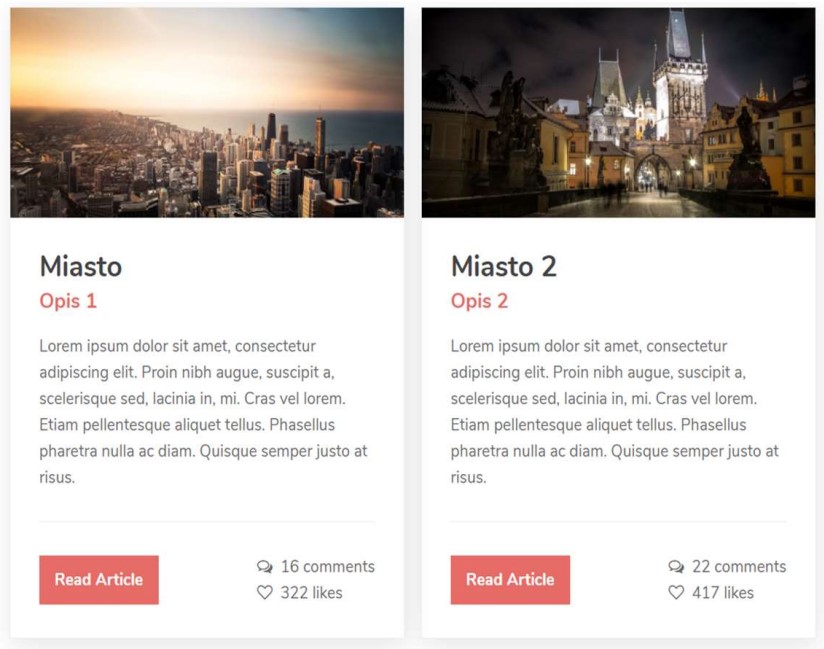 Miasto
Opis 1
Lorem ipsum dolor sit amet, consectetur
adipiscing elit. Proin nibh augue, suscipit a,
scelerisque sed, lacinia in, mi. Cras vel lorem.
Etiam pellentesque aliquet tellus. Phasellus
pharetra nulla ac diam. Quisque semper justo at
risus.
Read Article
16 comments
322 likes
Miasto 2
Opis 2
Lorem ipsum dolor sit amet, consectetur
adipiscing elit. Proin nibh augue, suscipit a,
scelerisque sed, lacinia in, mi. Cras vel lorem.
Etiam pellentesque aliquet tellus. Phasellus
pharetra nulla ac diam. Quisque semper justo at
risus.
Read Article
22 comments
417 likes